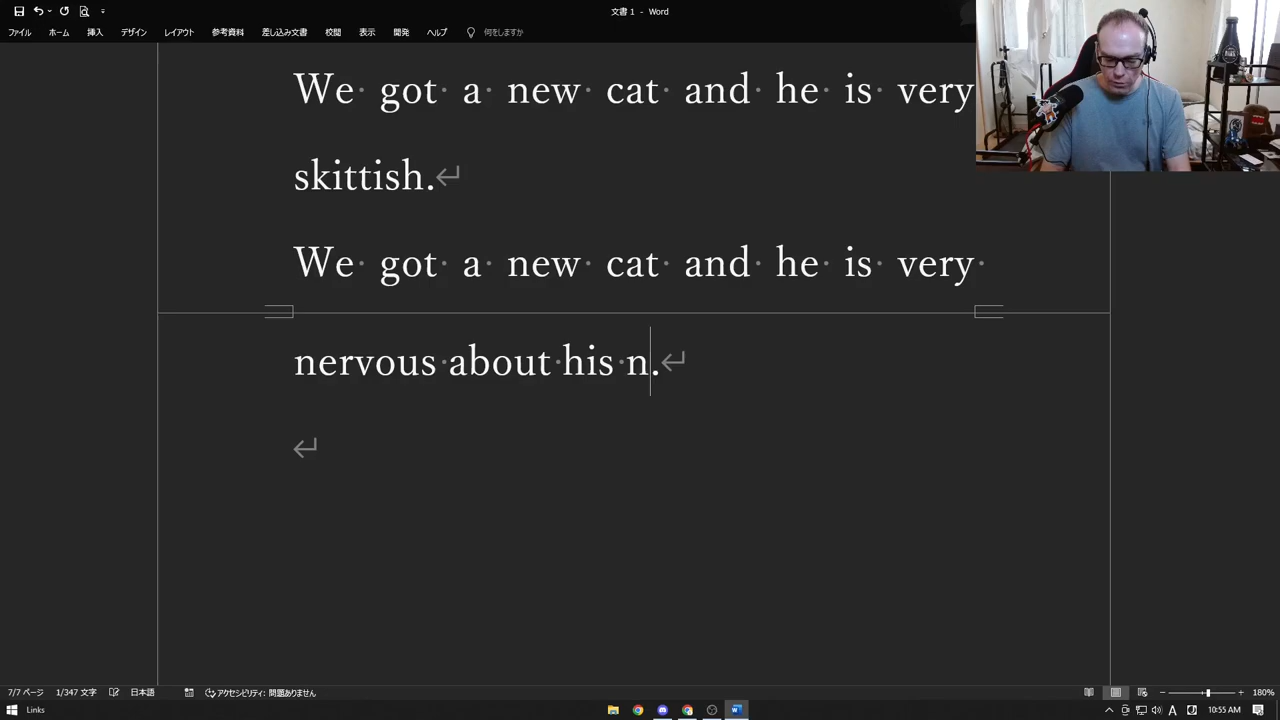 文書 1 - Word
ファイル ホーム 挿入 デザイン レイアウト 参考資料 差し込み文書 校閲 表示 開発 ヘルプ 何をしますか
We got a new cat and he is very
skittish.
We got a new cat and he is very
nervous about his n.
7/7 ページ 1/347 文字 日本語 アクセシビリティ: 問題ありません 180%
Links A 10:55 AM